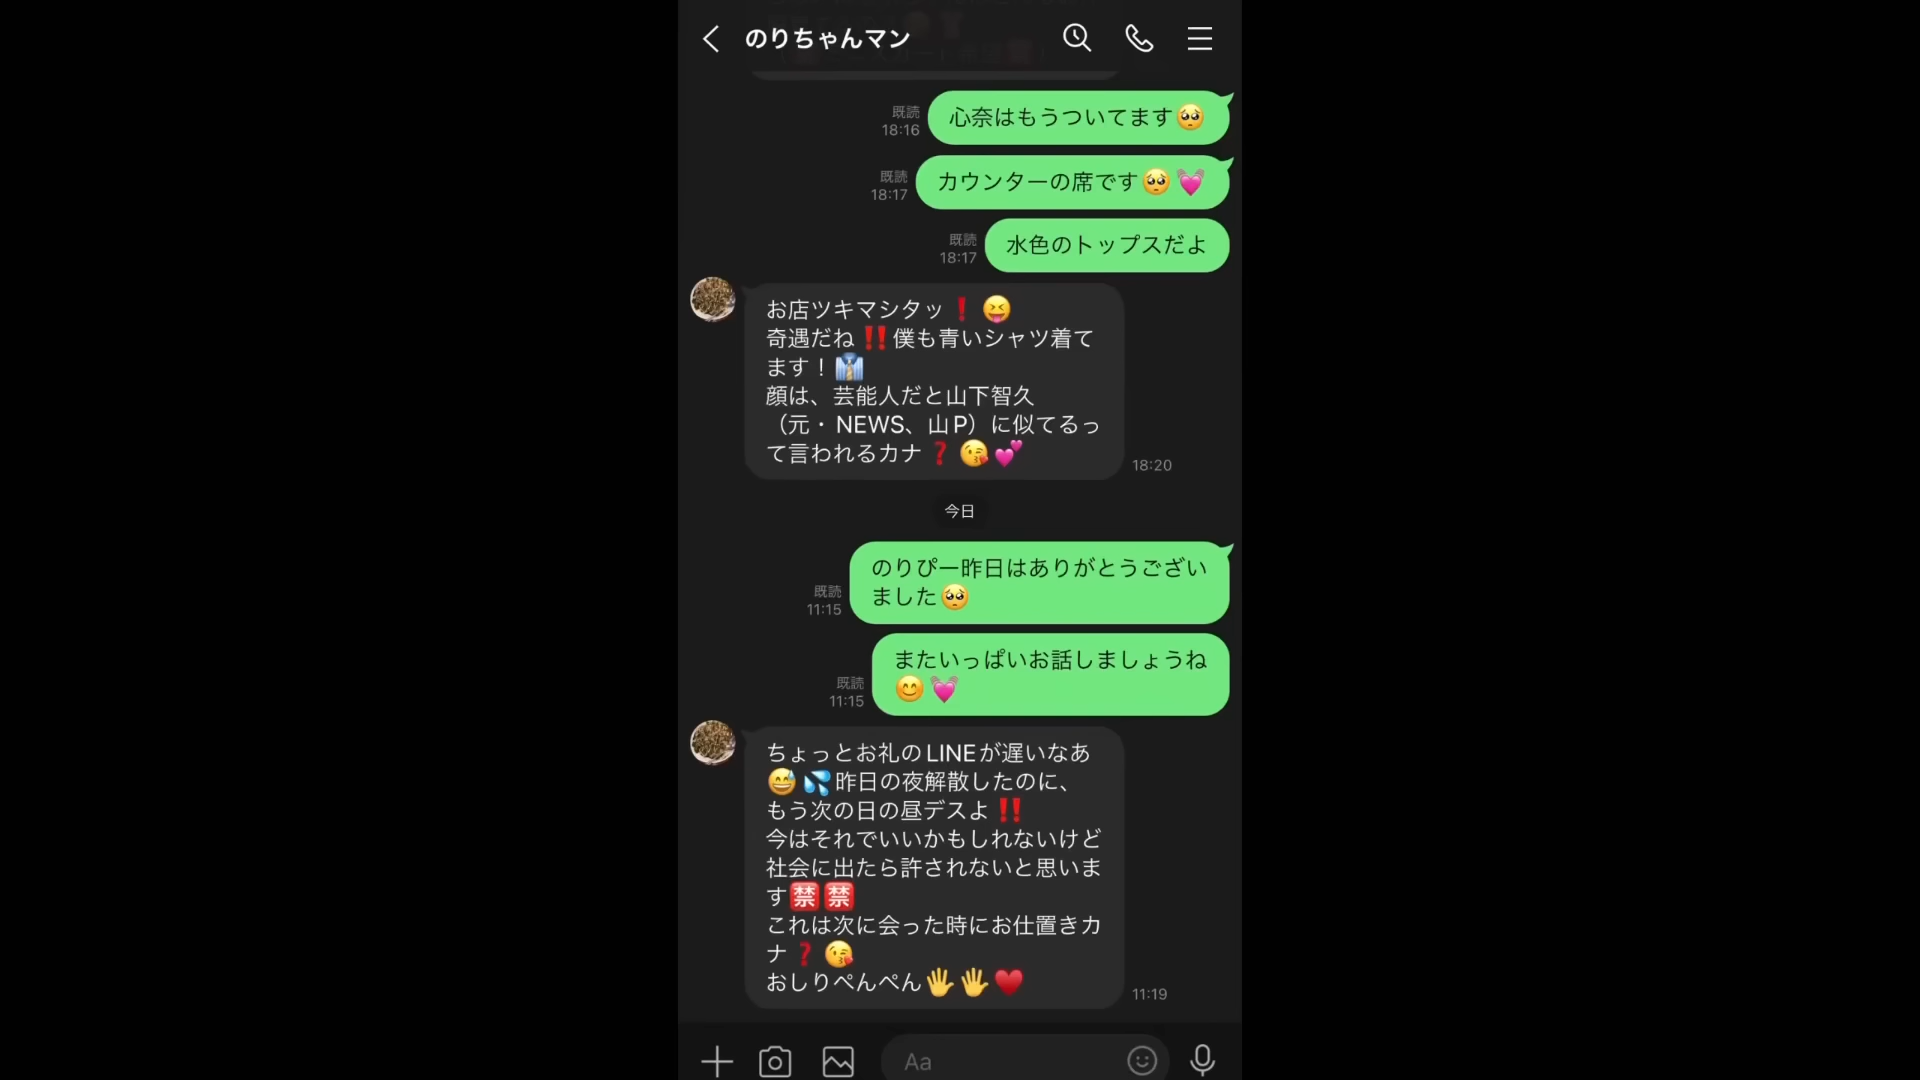 のりちゃんマン
既読
18:16
心奈はもうついてます🥺
既読
18:17
カウンターの席です🥺💓
既読
18:17
水色のトップスだよ
お店ツキマシタッ❗😝
奇遇だね‼️僕も青いシャツ着て
ます！👔
顔は、芸能人だと山下智久
（元・NEWS、山P）に似てるっ
て言われるカナ❓😘💕
18:20
今日
のりぴー昨日はありがとうござい
ました🥺
既読
11:15
またいっぱいお話しましょうね
😊💓
既読
11:15
ちょっとお礼のLINEが遅いなあ
😅💦昨日の夜解散したのに、
もう次の日の昼デスよ‼️
今はそれでいいかもしれないけど
社会に出たら許されないと思いま
す🈲🈲
これは次に会った時にお仕置きカ
ナ❓😘
おしりぺんぺん🖐️🖐️♥️
11:19
Aa